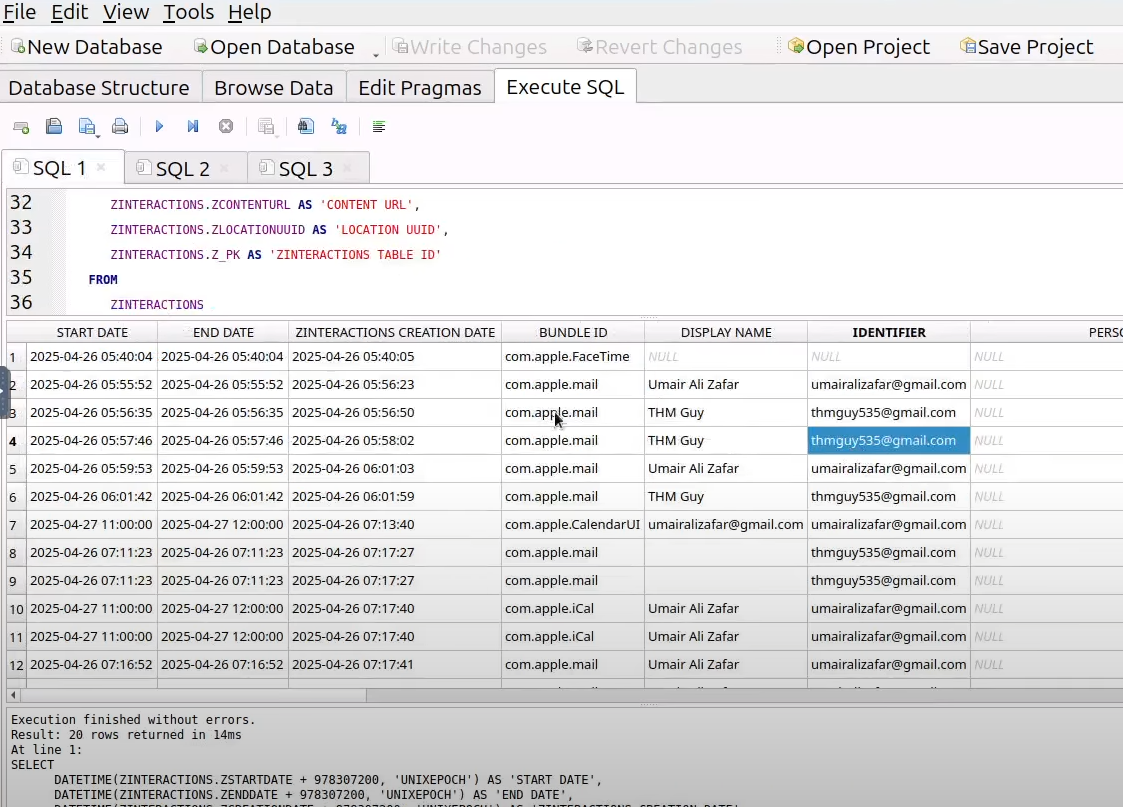 File Edit View Tools Help
New Database Open Database Write Changes Revert Changes Open Project Save Project
Database Structure Browse Data Edit Pragmas Execute SQL
SQL 1 SQL 2 SQL 3
32 ZINTERACTIONS.ZCONTENTURL AS 'CONTENT URL',
33 ZINTERACTIONS.ZLOCATIONUUID AS 'LOCATION UUID',
34 ZINTERACTIONS.Z_PK AS 'ZINTERACTIONS TABLE ID'
35 FROM
36 ZINTERACTIONS
START DATE END DATE ZINTERACTIONS CREATION DATE BUNDLE ID DISPLAY NAME IDENTIFIER PERSO
1 2025-04-26 05:40:04 2025-04-26 05:40:04 2025-04-26 05:40:05 com.apple.FaceTime NULL NULL NULL
2 2025-04-26 05:55:52 2025-04-26 05:55:52 2025-04-26 05:56:23 com.apple.mail Umair Ali Zafar umairalizafar@gmail.com NULL
3 2025-04-26 05:56:35 2025-04-26 05:56:35 2025-04-26 05:56:50 com.apple.mail THM Guy thmguy535@gmail.com NULL
4 2025-04-26 05:57:46 2025-04-26 05:57:46 2025-04-26 05:58:02 com.apple.mail THM Guy thmguy535@gmail.com NULL
5 2025-04-26 05:59:53 2025-04-26 05:59:53 2025-04-26 06:01:03 com.apple.mail Umair Ali Zafar umairalizafar@gmail.com NULL
6 2025-04-26 06:01:42 2025-04-26 06:01:42 2025-04-26 06:01:59 com.apple.mail THM Guy thmguy535@gmail.com NULL
7 2025-04-27 11:00:00 2025-04-27 12:00:00 2025-04-26 07:13:40 com.apple.CalendarUI umairalizafar@gmail.com umairalizafar@gmail.com NULL
8 2025-04-26 07:11:23 2025-04-26 07:11:23 2025-04-26 07:17:27 com.apple.mail thmguy535@gmail.com NULL
9 2025-04-26 07:11:23 2025-04-26 07:11:23 2025-04-26 07:17:27 com.apple.mail thmguy535@gmail.com NULL
10 2025-04-27 11:00:00 2025-04-27 12:00:00 2025-04-26 07:17:40 com.apple.iCal Umair Ali Zafar umairalizafar@gmail.com NULL
11 2025-04-27 11:00:00 2025-04-27 12:00:00 2025-04-26 07:17:40 com.apple.iCal Umair Ali Zafar umairalizafar@gmail.com NULL
12 2025-04-26 07:16:52 2025-04-26 07:16:52 2025-04-26 07:17:41 com.apple.mail Umair Ali Zafar umairalizafar@gmail.com NULL
Execution finished without errors.
Result: 20 rows returned in 14ms
At line 1:
SELECT
DATETIME(ZINTERACTIONS.ZSTARTDATE + 978307200, 'UNIXEPOCH') AS 'START DATE',
DATETIME(ZINTERACTIONS.ZENDDATE + 978307200, 'UNIXEPOCH') AS 'END DATE',